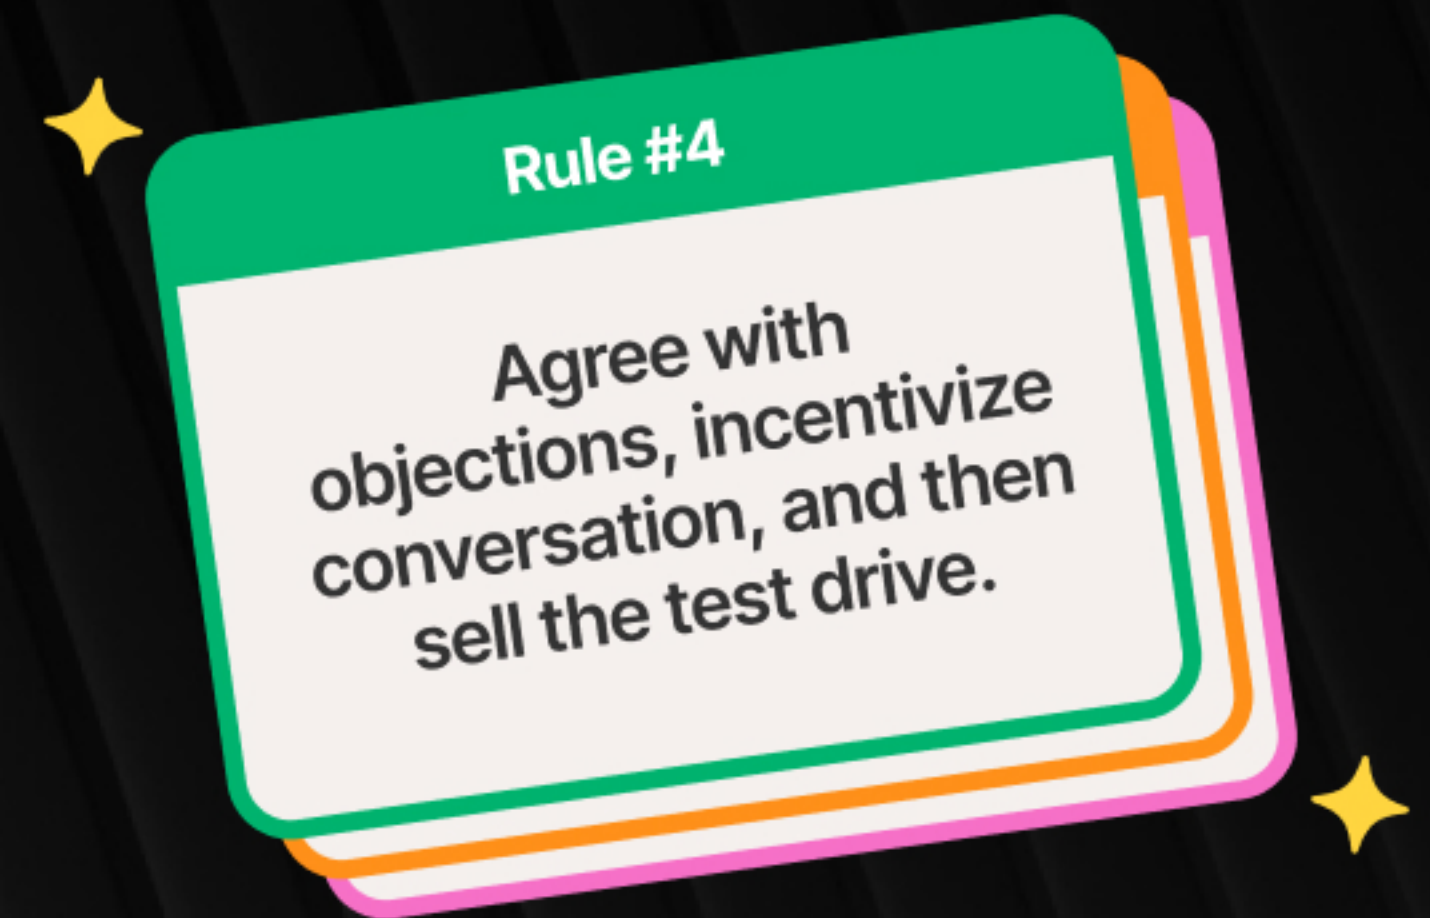 Rule #4
Agree with
objections, incentivize
conversation, and then
sell the test drive.